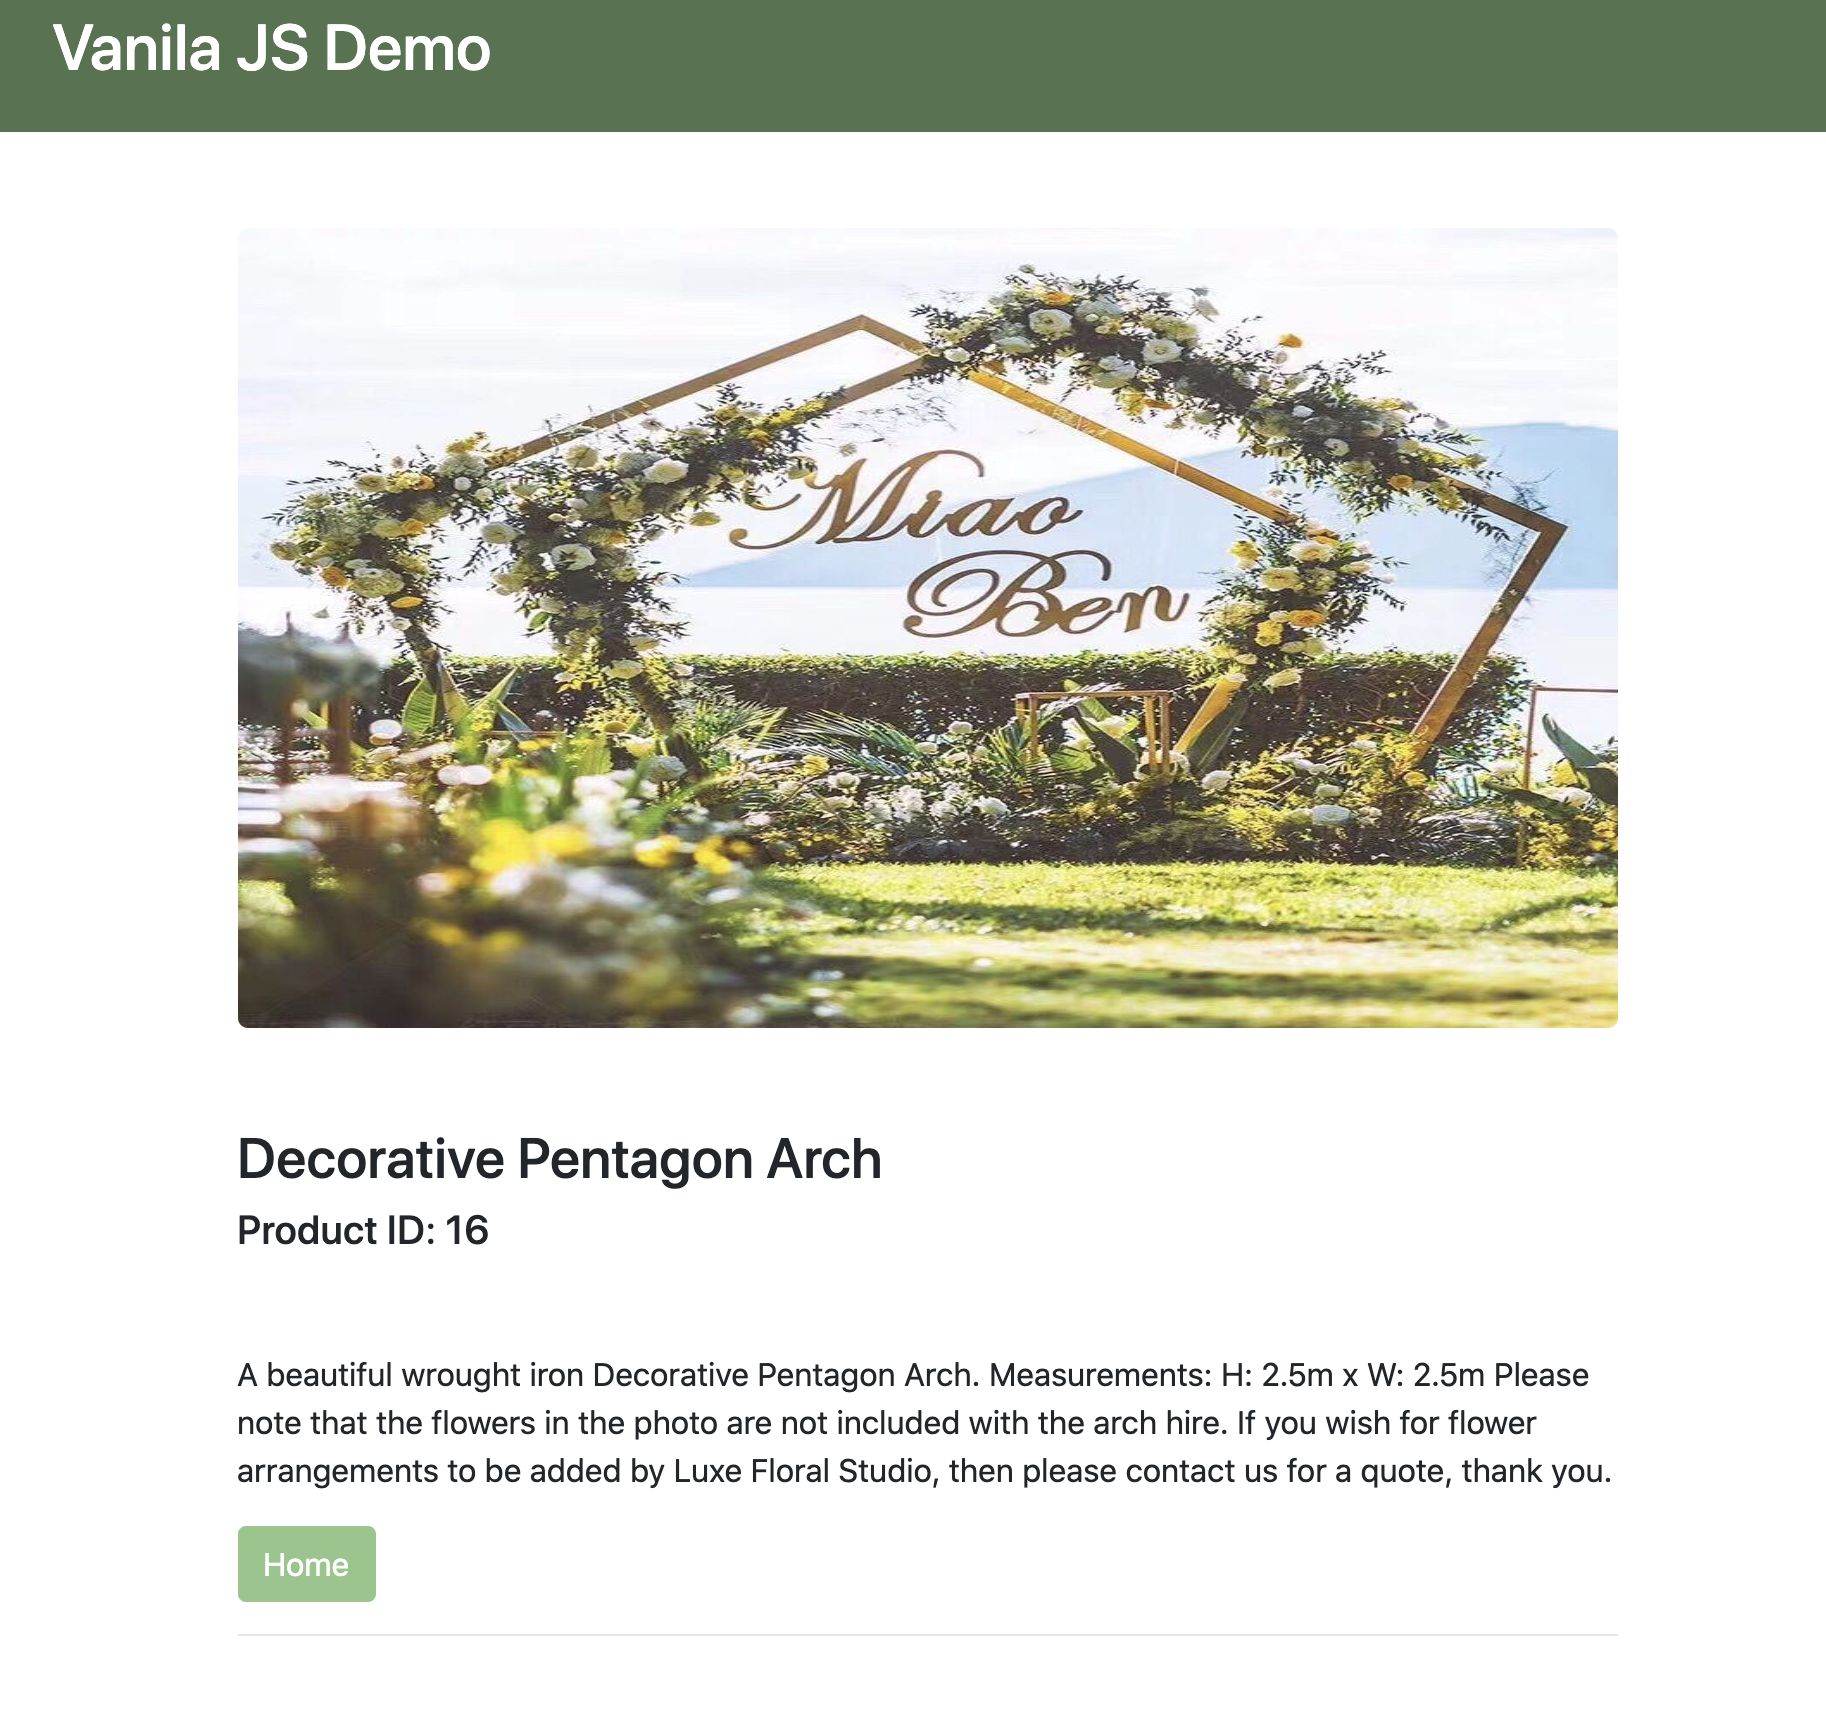 Vanila JS Demo
Miao
Ben
Decorative Pentagon Arch
Product ID: 16
A beautiful wrought iron Decorative Pentagon Arch. Measurements: H: 2.5m x W: 2.5m Please
note that the flowers in the photo are not included with the arch hire. If you wish for flower
arrangements to be added by Luxe Floral Studio, then please contact us for a quote, thank you.
Home